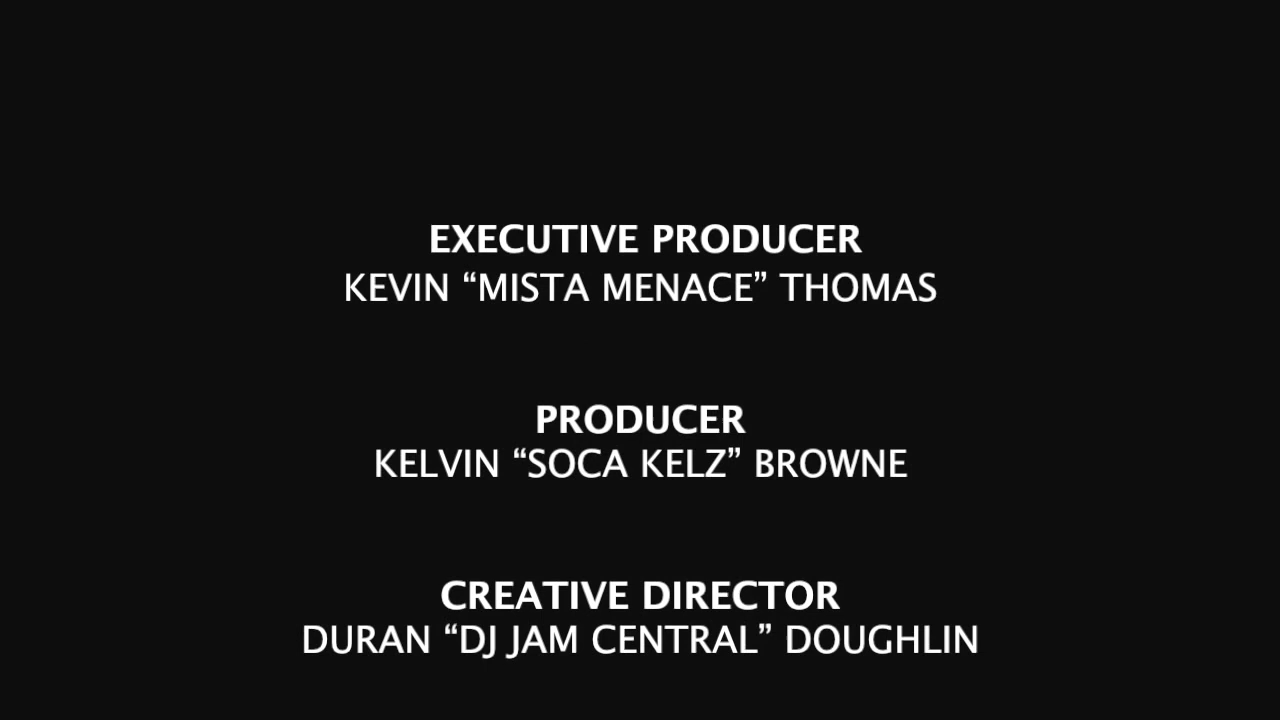 EXECUTIVE PRODUCER
KEVIN “MISTA MENACE” THOMAS
PRODUCER
KELVIN “SOCA KELZ” BROWNE
CREATIVE DIRECTOR
DURAN “DJ JAM CENTRAL” DOUGHLIN